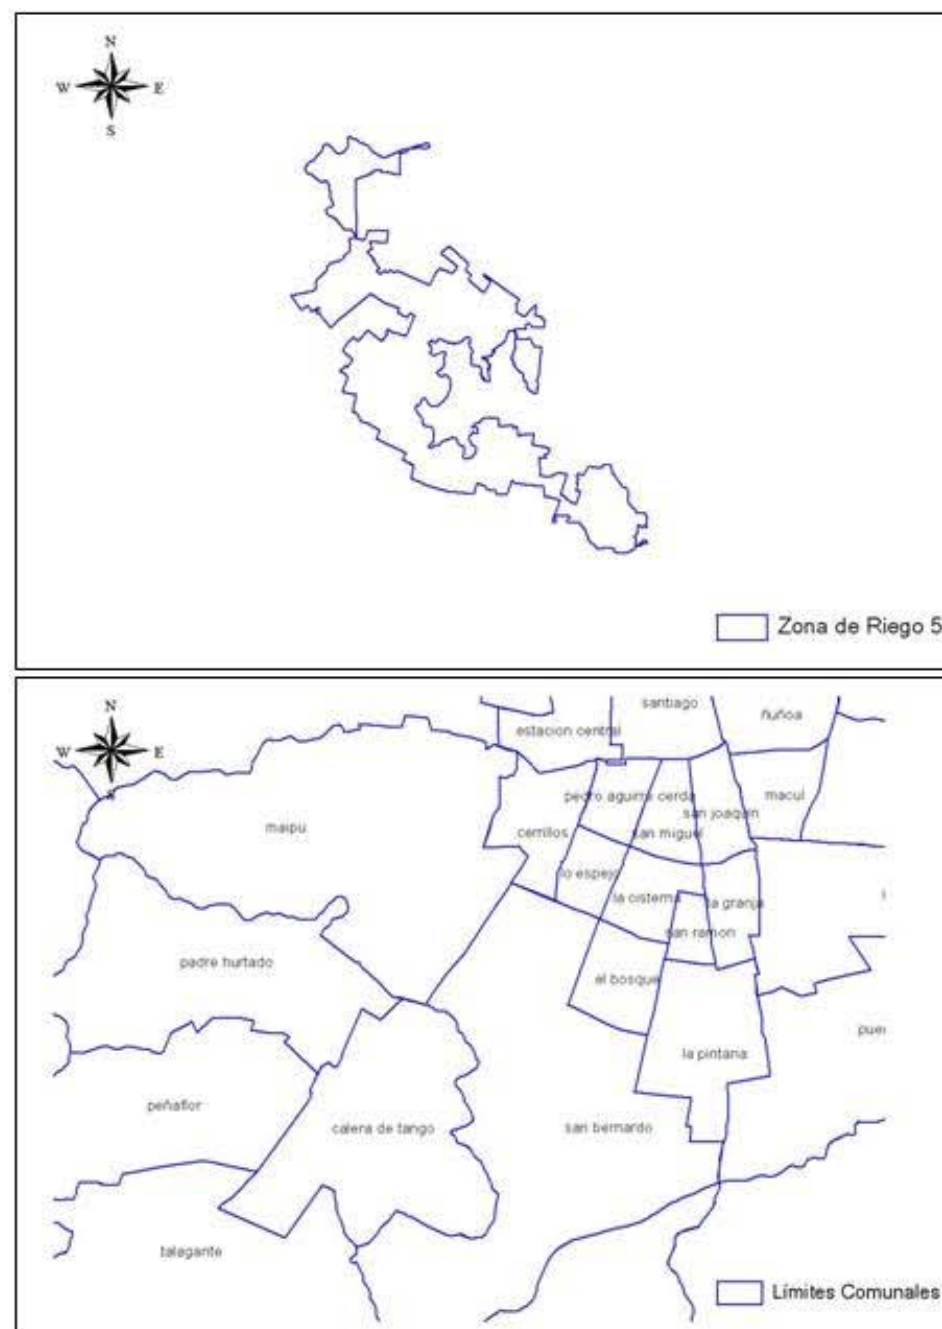 N
W E
S
Zona de Riego 5
N
W E
S
santiago
ñuñoa
estacion central
pedro aguirre cerda
macul
san joaquin
maipu
cerrillos
san miguel
lo espejo
la cisterna
la granja
san ramon
padre hurtado
el bosque
puen
la pintana
peñaflor
calera de tango
san bernardo
talagante
Límites Comunales